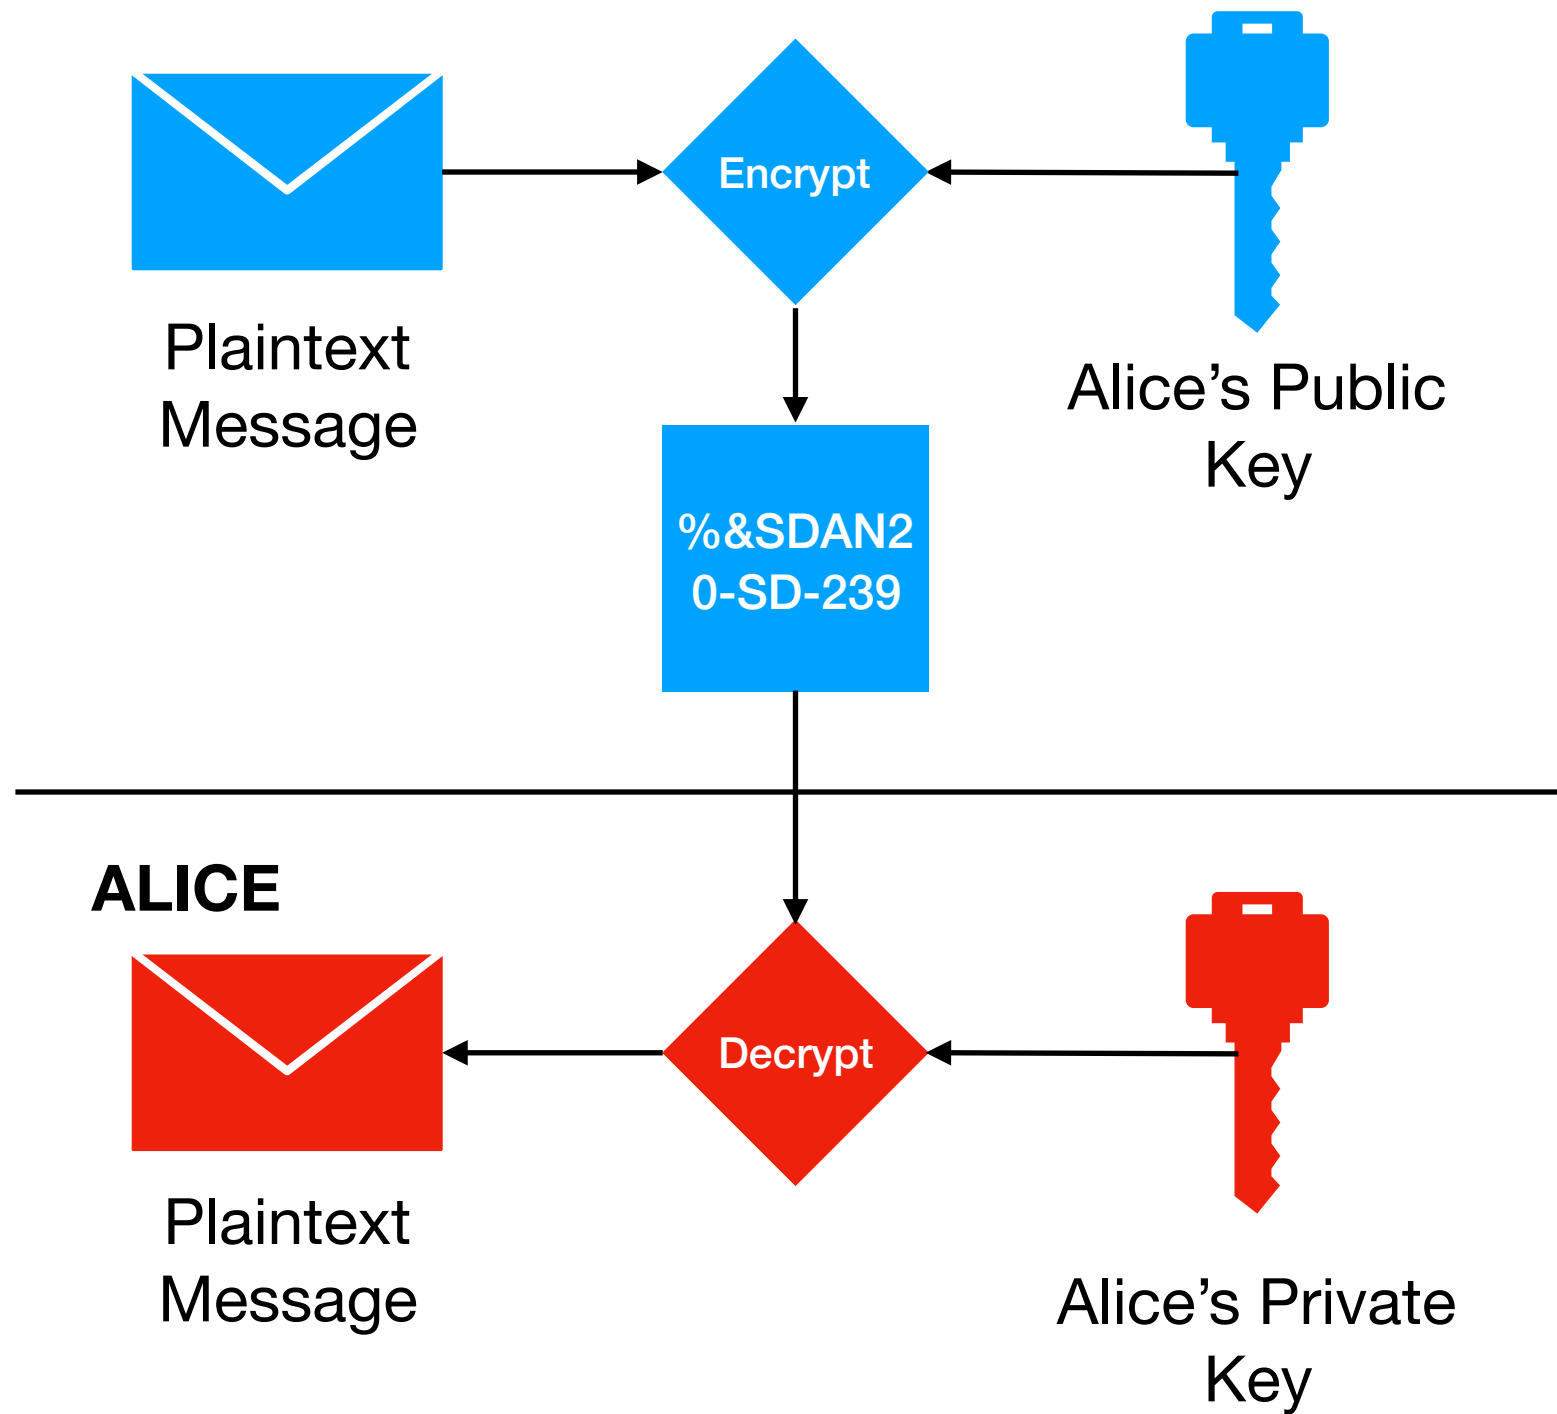 Encrypt
Plaintext
Message
Alice’s Public
Key
%&SDAN2
0-SD-239
ALICE
Decrypt
Plaintext
Message
Alice’s Private
Key